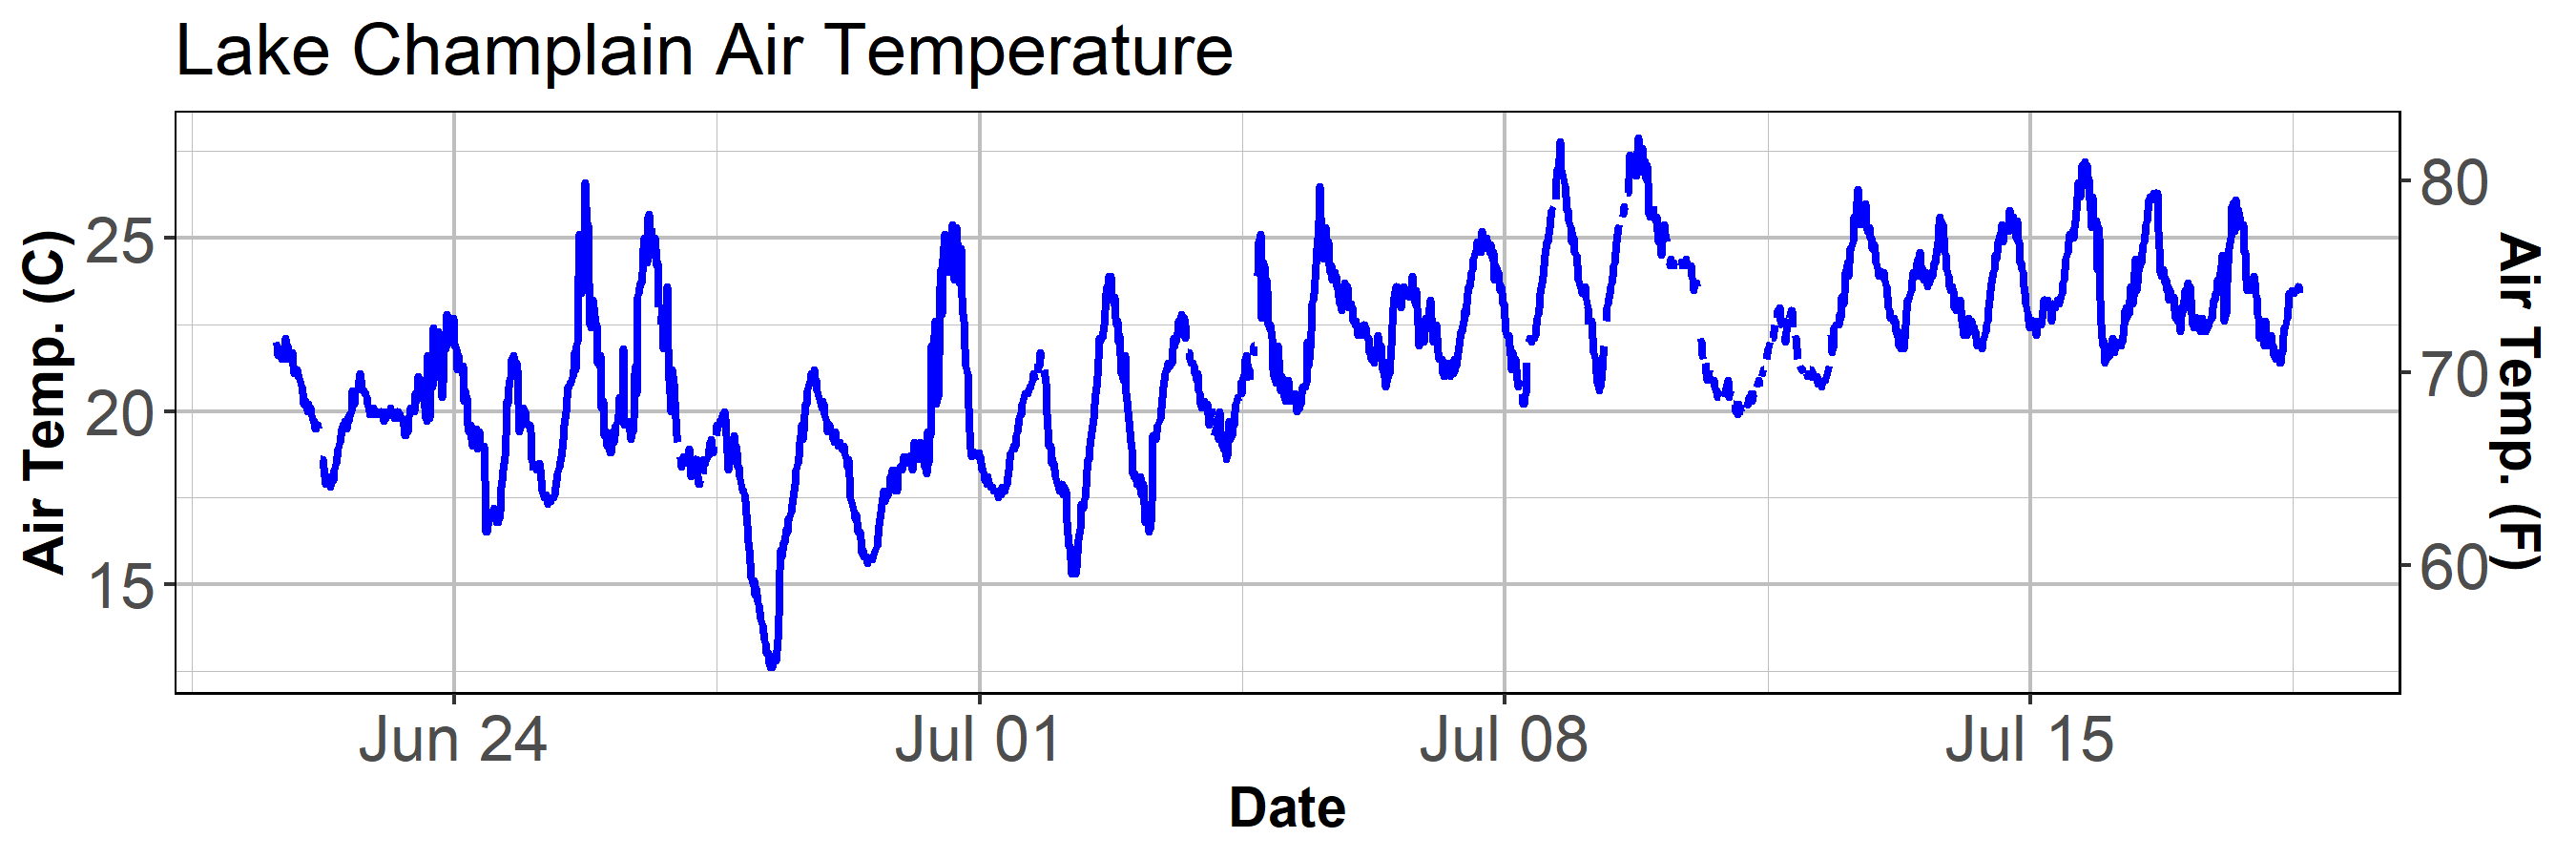 Lake Champlain Air Temperature
Air Temp. (C)
25
20
15
80
70
60
Air Temp. (F)
Jun 24
Jul 01
Jul 08
Jul 15
Date